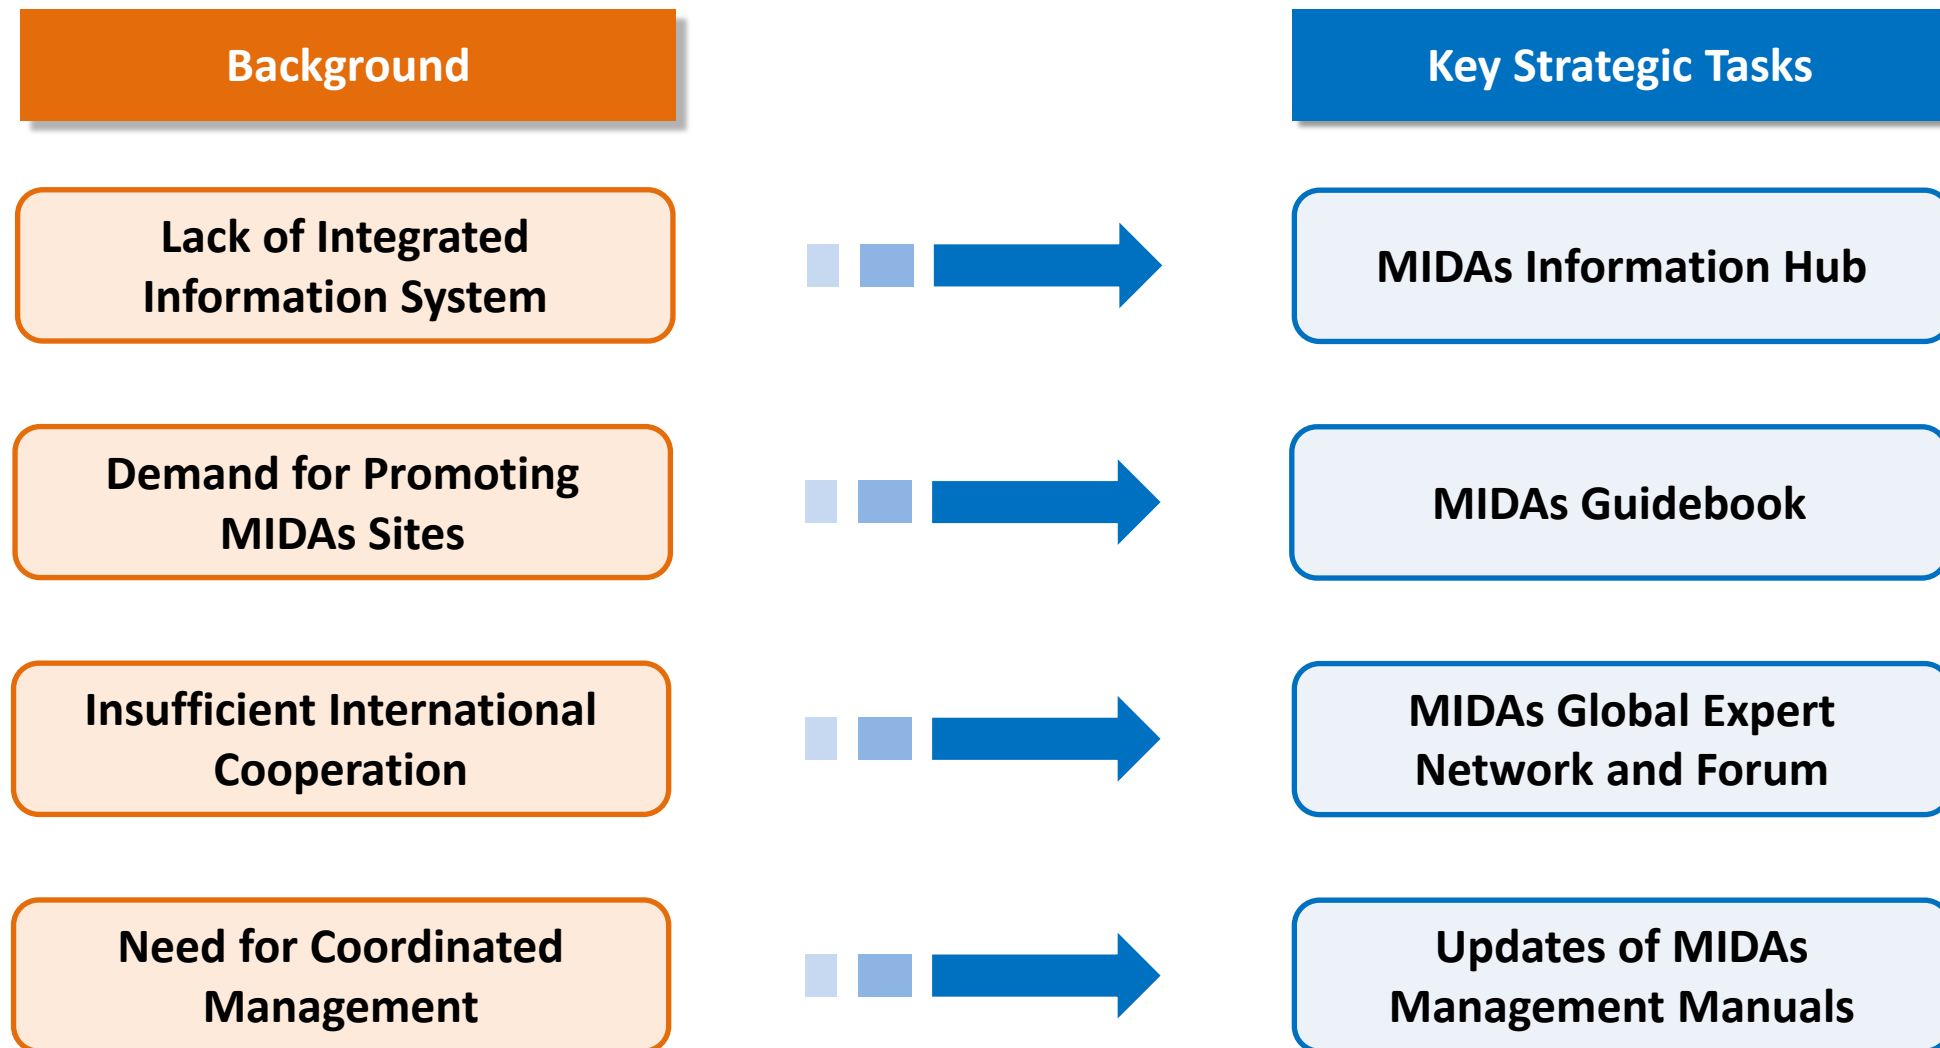 Background
Key Strategic Tasks
Lack of Integrated
Information System
MIDAs Information Hub
Demand for Promoting
MIDAs Sites
MIDAs Guidebook
Insufficient International
Cooperation
MIDAs Global Expert
Network and Forum
Need for Coordinated
Management
Updates of MIDAs
Management Manuals